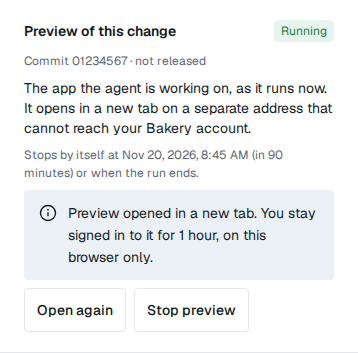 Preview of this change
Running
Commit 01234567 · not released
The app the agent is working on, as it runs now.
It opens in a new tab on a separate address that
cannot reach your Bakery account.
Stops by itself at Nov 20, 2026, 8:45 AM (in 90
minutes) or when the run ends.
Preview opened in a new tab. You stay
signed in to it for 1 hour, on this
browser only.
Open again
Stop preview